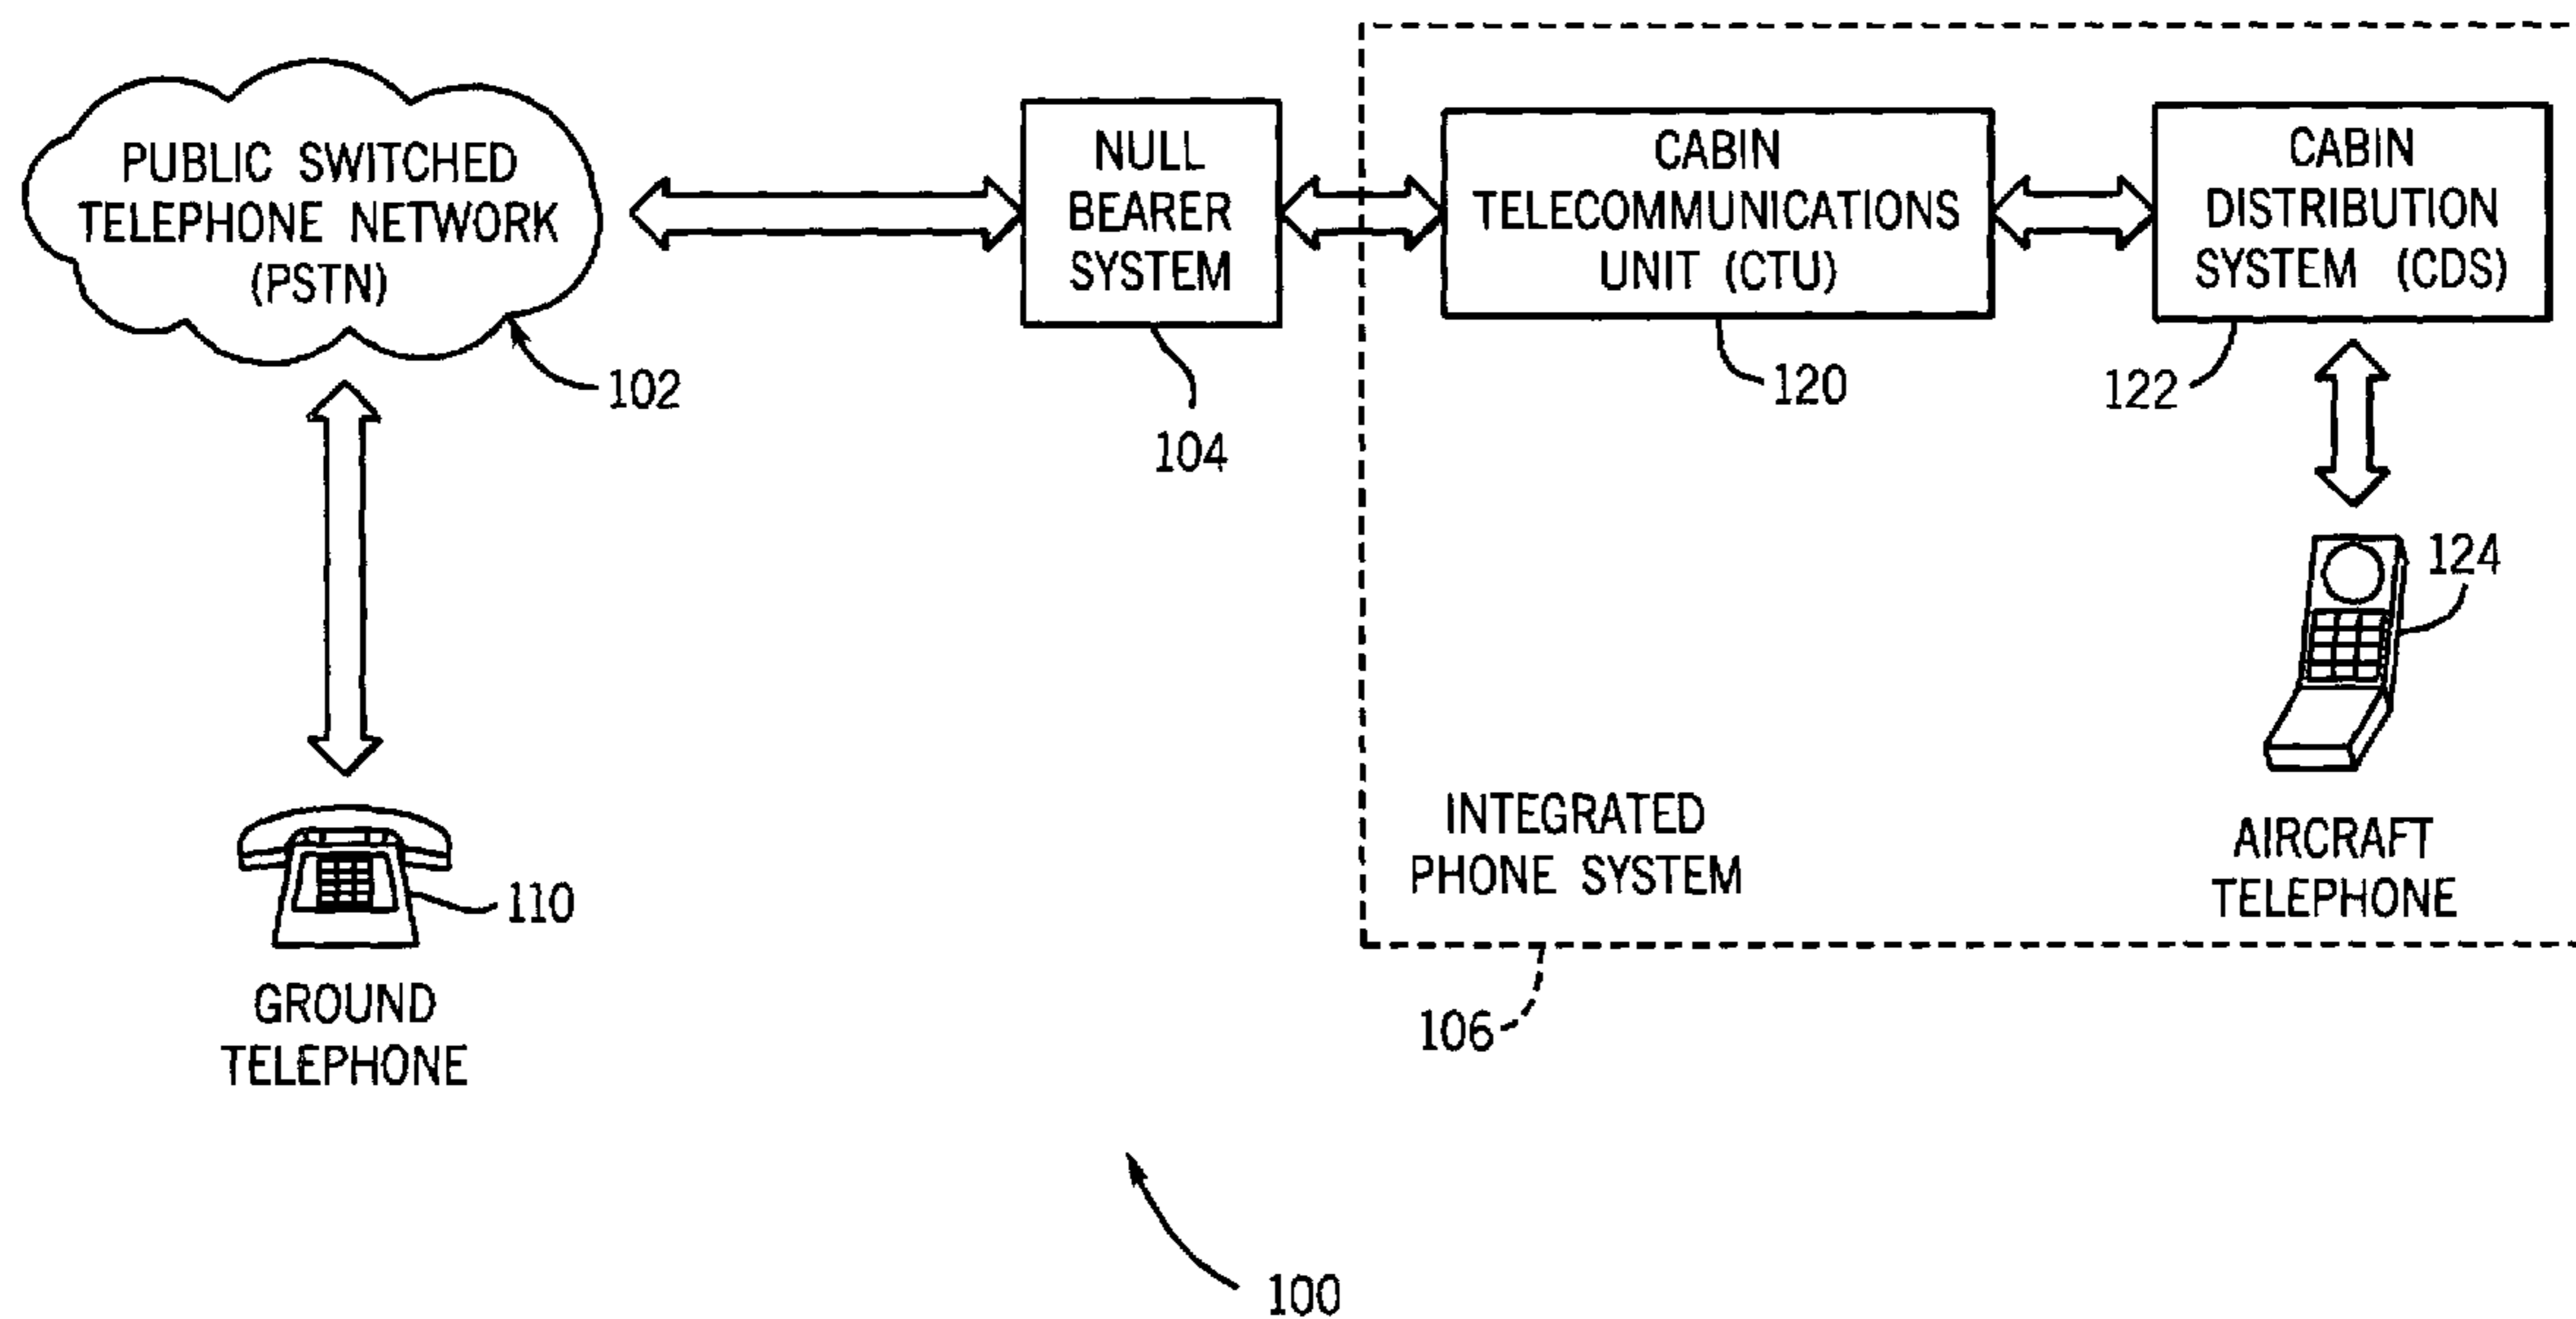 PUBLIC SWITCHED
TELEPHONE NETWORK
(PSTN)
102
NULL
BEARER
SYSTEM
104
CABIN
TELECOMMUNICATIONS
UNIT (CTU)
120
CABIN
DISTRIBUTION
SYSTEM (CDS)
122
124
AIRCRAFT
TELEPHONE
INTEGRATED
PHONE SYSTEM
106
110
GROUND
TELEPHONE
100